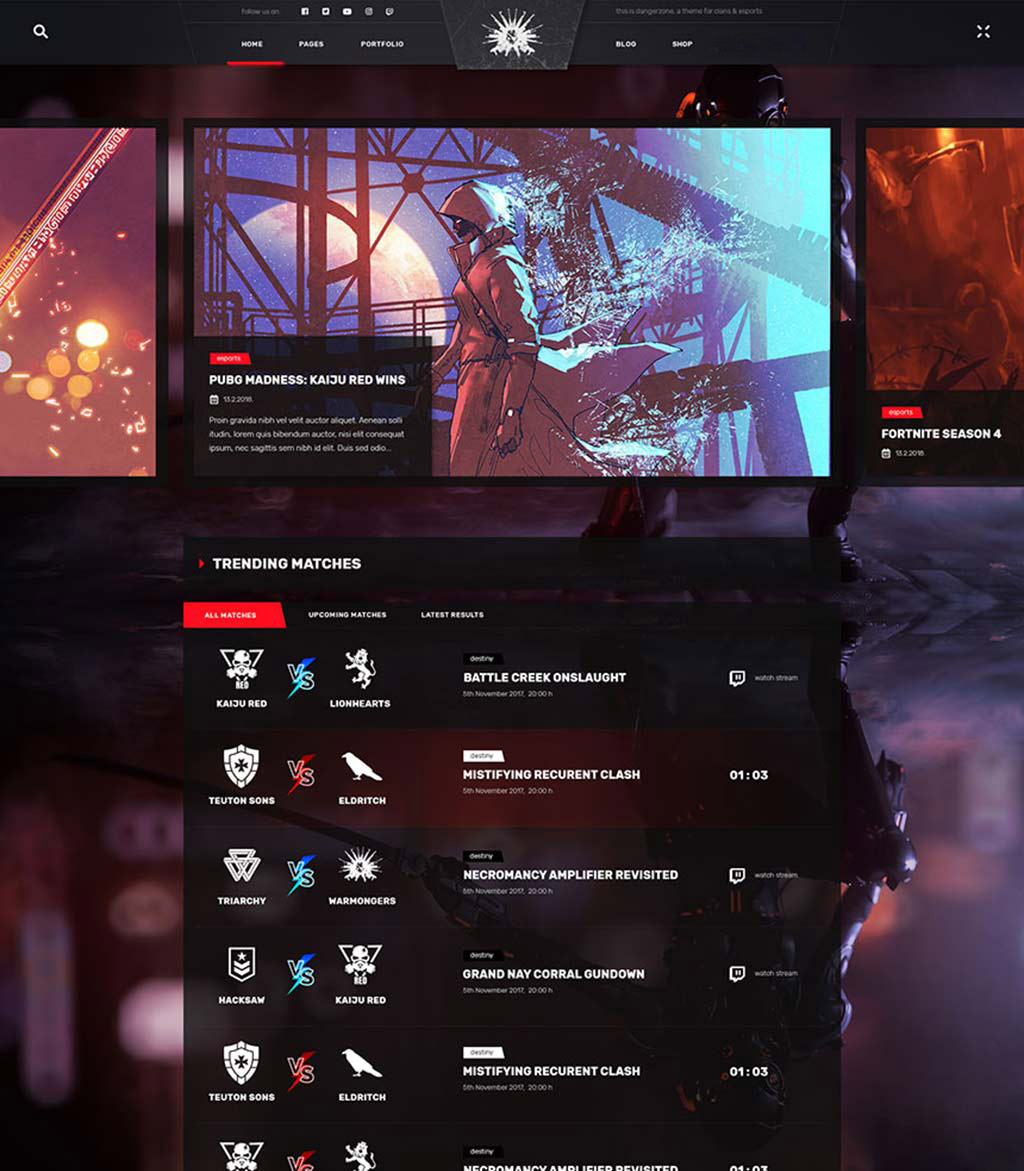 follow us on
this is dangerzone, a theme for clans & esports
HOME
PAGES
PORTFOLIO
BLOG
SHOP
esports
PUBG MADNESS: KAIJU RED WINS
13.2.2018.
Proin gravida nibh vel velit auctor aliquet. Aenean solli
itudin, lorem quis bibendum auctor, nisi elit consequat
ipsum, nec sagittis sem nibh id elit. Duis sed odio...
esports
FORTNITE SEASON 4
13.2.2018.
TRENDING MATCHES
ALL MATCHES
UPCOMING MATCHES
LATEST RESULTS
RED
KAIJU RED
VS
LIONHEARTS
destiny
BATTLE CREEK ONSLAUGHT
5th November 2017, 20:00 h
watch stream
TEUTON SONS
VS
ELDRITCH
destiny
MISTIFYING RECURENT CLASH
5th November 2017, 20:00 h
01 : 03
TRIARCHY
VS
WARMONGERS
destiny
NECROMANCY AMPLIFIER REVISITED
5th November 2017, 20:00 h
watch stream
HACKSAW
VS
RED
KAIJU RED
destiny
GRAND NAY CORRAL GUNDOWN
5th November 2017, 20:00 h
watch stream
TEUTON SONS
VS
ELDRITCH
destiny
MISTIFYING RECURENT CLASH
5th November 2017, 20:00 h
01 : 03
VS
destiny
NECROMANCY AMPLIFIER REVISITED
01 : 03